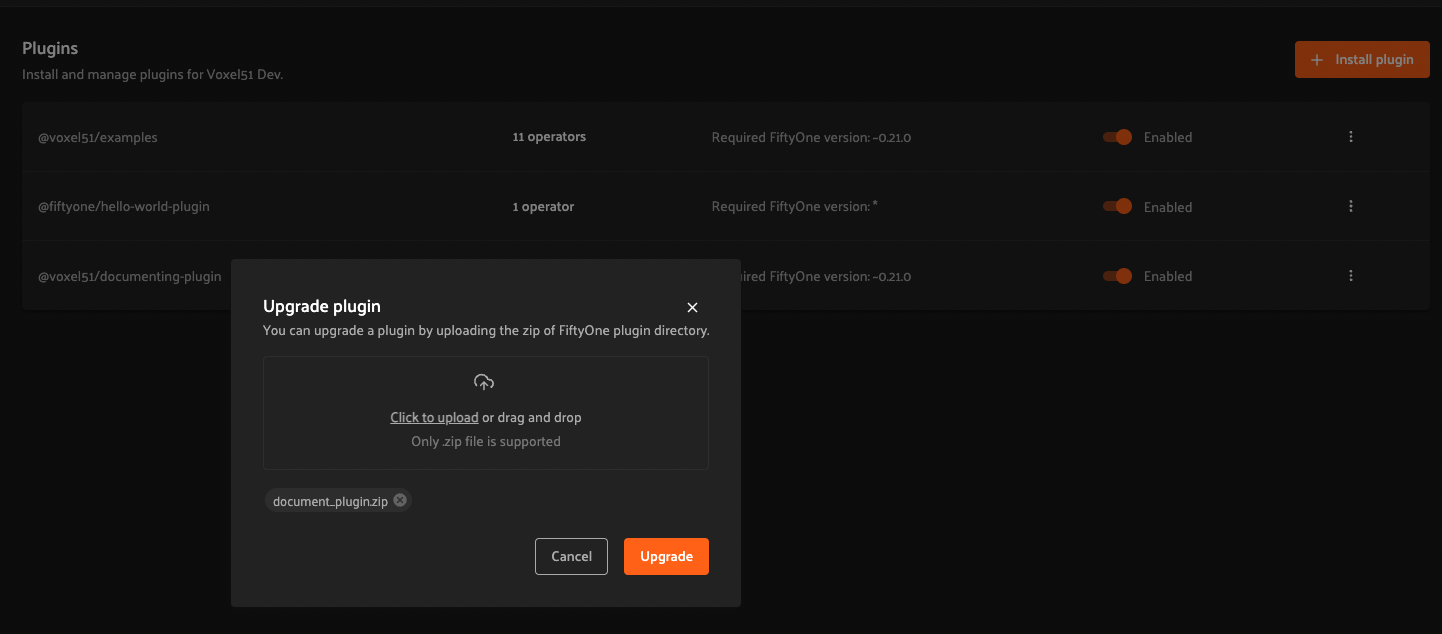 Plugins
Install and manage plugins for Voxel51 Dev.
Install plugin
@voxel51/examples 11 operators Required FiftyOne version: ~0.21.0 Enabled
@fiftyone/hello-world-plugin 1 operator Required FiftyOne version: * Enabled
@voxel51/documenting-plugin FiftyOne version: ~0.21.0 Enabled
Upgrade plugin
You can upgrade a plugin by uploading the zip of FiftyOne plugin directory.
Click to upload or drag and drop
Only .zip file is supported
document_plugin.zip
Cancel Upgrade